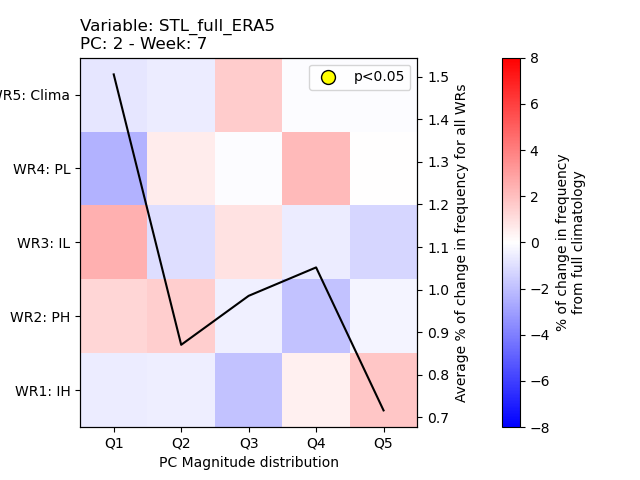 Variable: STL_full_ERA5
PC: 2 - Week: 7
p<0.05
WR5: Clima
WR4: PL
WR3: IL
WR2: PH
WR1: IH
Q1 Q2 Q3 Q4 Q5
PC Magnitude distribution
1.5
1.4
1.3
1.2
1.1
1.0
0.9
0.8
0.7
Average % of change in frequency for all WRs
8
6
4
2
0
−2
−4
−6
−8
% of change in frequency
from full climatology